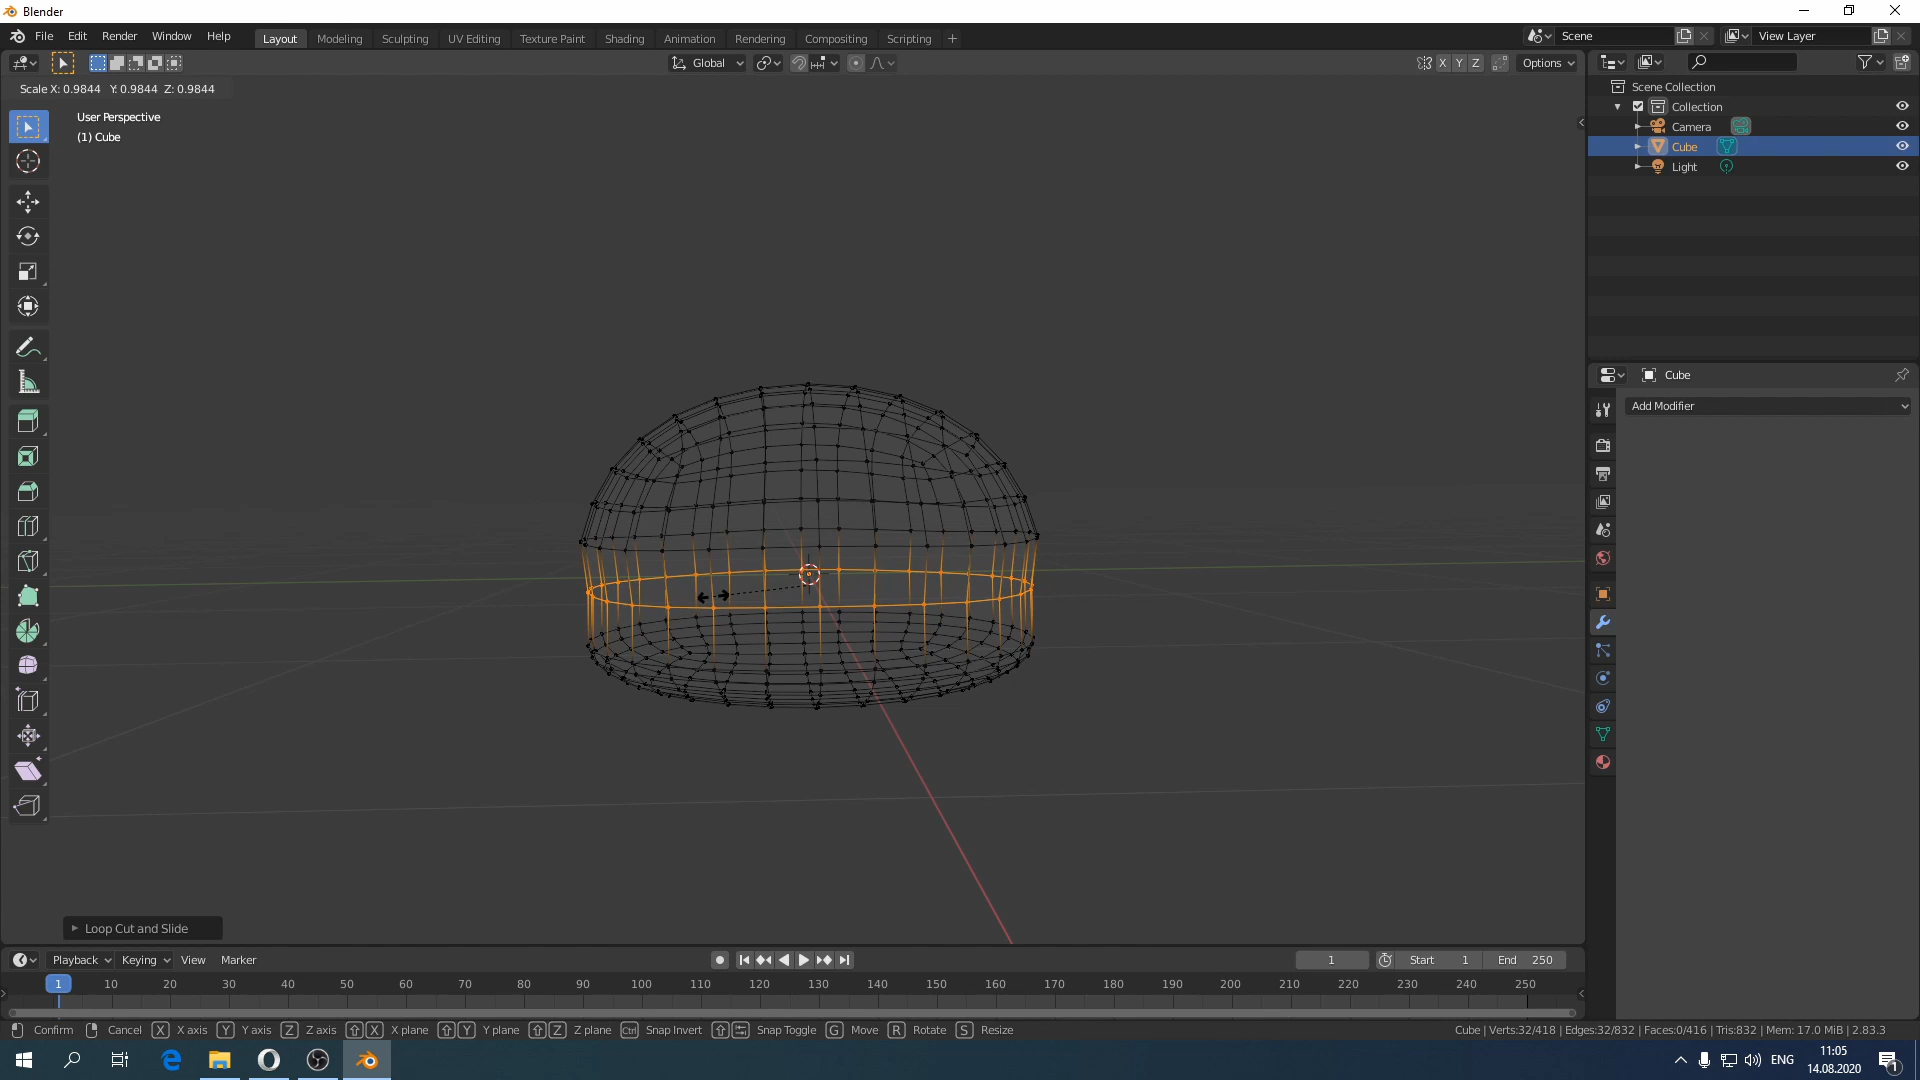 Blender
File Edit Render Window Help
Layout Modeling Sculpting UV Editing Texture Paint Shading Animation Rendering Compositing Scripting +
Scene
View Layer
Global
X Y Z
Options
Scale X: 0.9844 Y: 0.9844 Z: 0.9844
User Perspective
(1) Cube
Scene Collection
Collection
Camera
Cube
Light
Cube
Add Modifier
Loop Cut and Slide
Playback Keying View Marker
1
Start 1
End 250
1 10 20 30 40 50 60 70 80 90 100 110 120 130 140 150 160 170 180 190 200 210 220 230 240 250
Confirm Cancel X X axis Y Y axis Z Z axis X X plane Y Y plane Z Z plane Ctrl Snap Invert Snap Toggle G Move R Rotate S Resize
Cube | Verts:32/418 | Edges:32/832 | Faces:0/416 | Tris:832 | Mem: 17.0 MiB | 2.83.3
ENG
11:05
14.08.2020
1